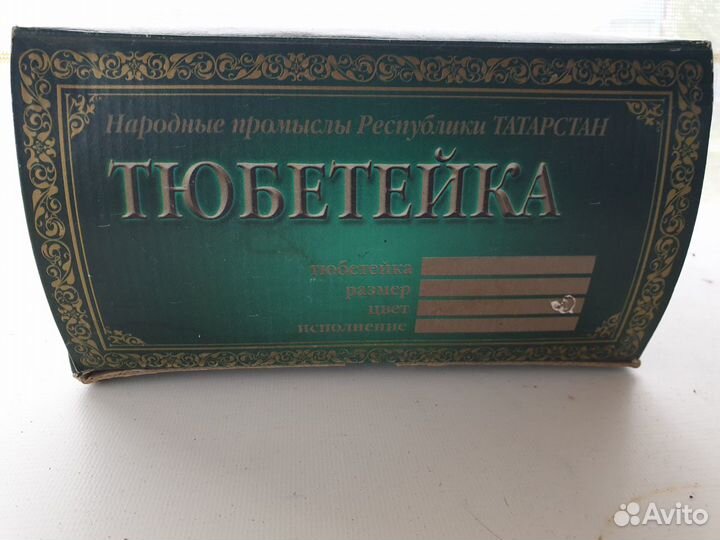 Народные промыслы Республики ТАТАРСТАН
ТЮБЕТЕЙКА
тюбетейка
размер
цвет
исполнение
Avito